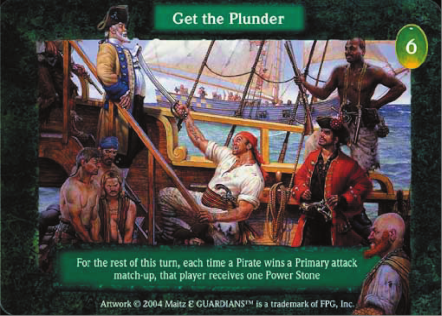 Get the Plunder
6
For the rest of this turn, each time a Pirate wins a Primary attack
match-up, that player receives one Power Stone
Artwork © 2004 Maitz & GUARDIANS™ is a trademark of FPG, Inc.